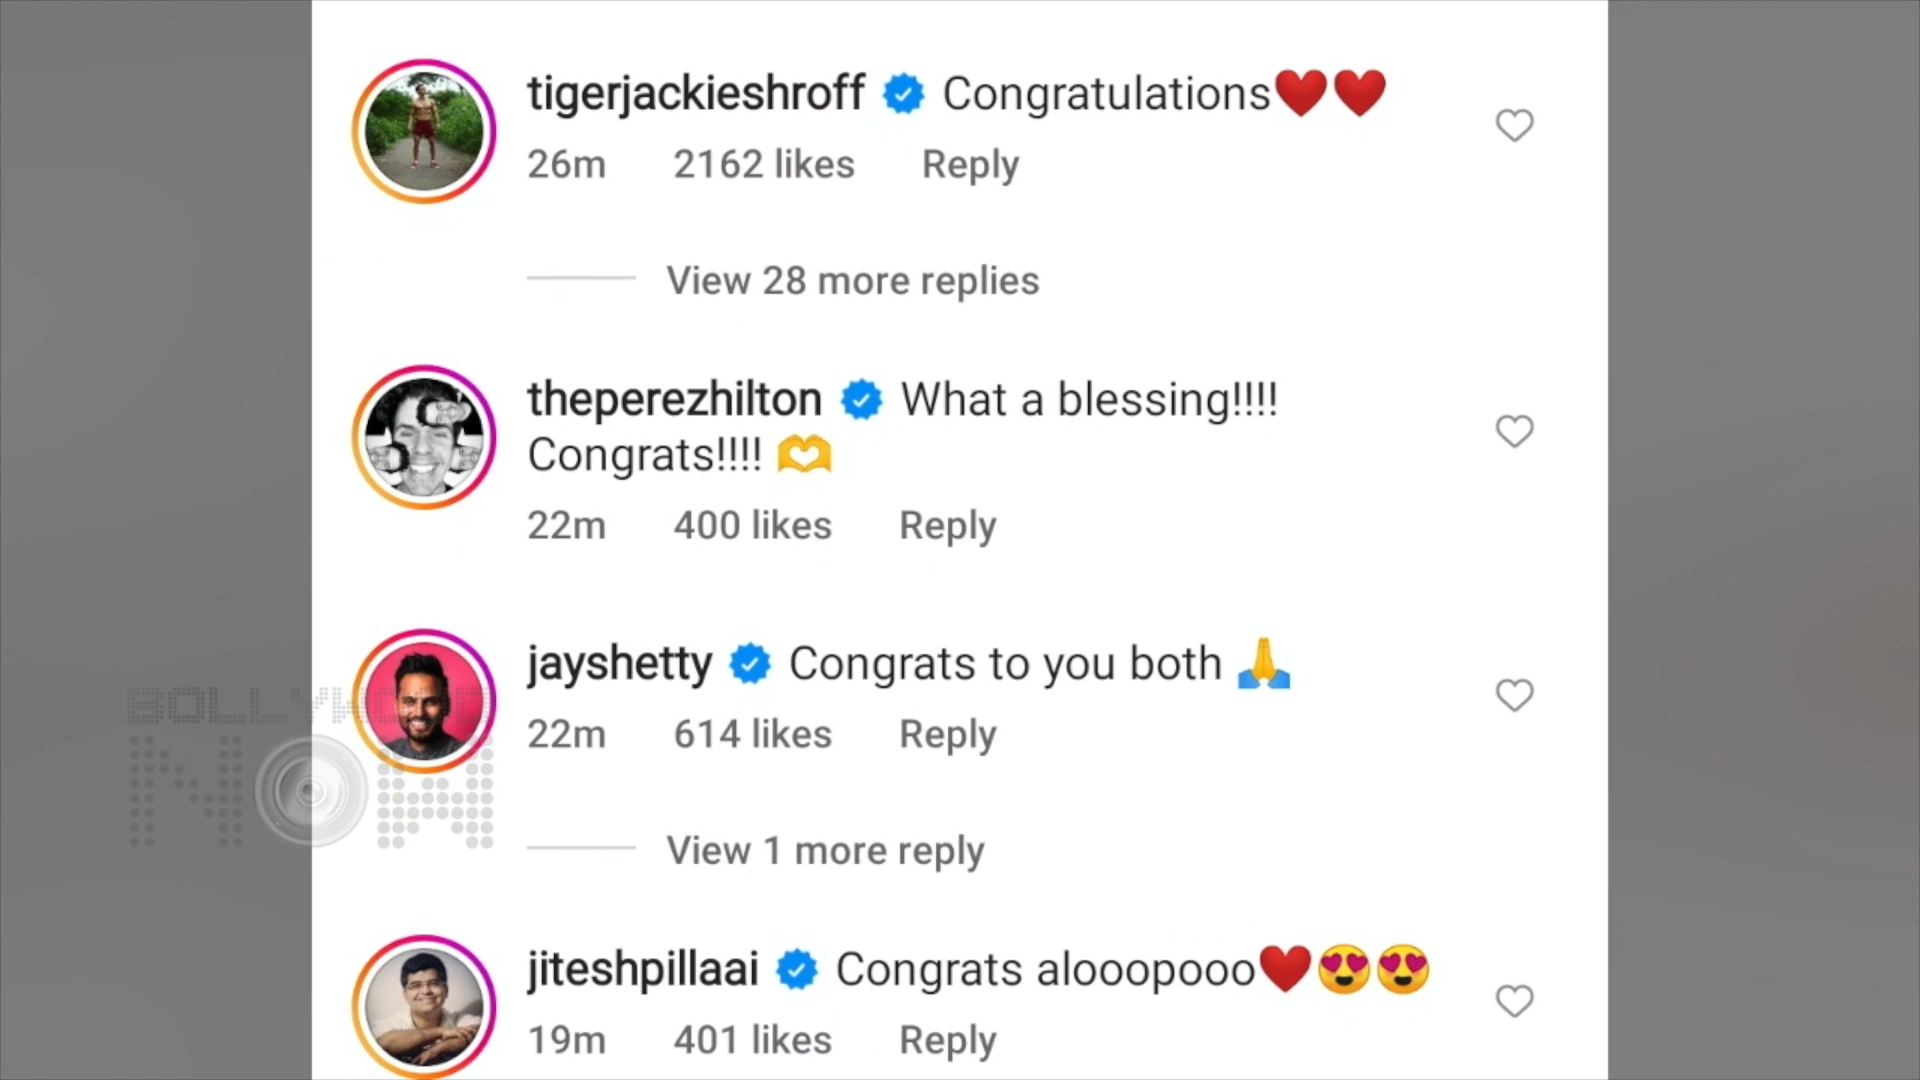 tigerjackieshroff Congratulations❤️❤️
26m 2162 likes Reply
View 28 more replies
theperezhilton What a blessing!!!!
Congrats!!!! 🫶
22m 400 likes Reply
jayshetty Congrats to you both 🙏
22m 614 likes Reply
BOLLYWOOD
NOW
View 1 more reply
jiteshpillaai Congrats alooopooo❤️😍😍
19m 401 likes Reply